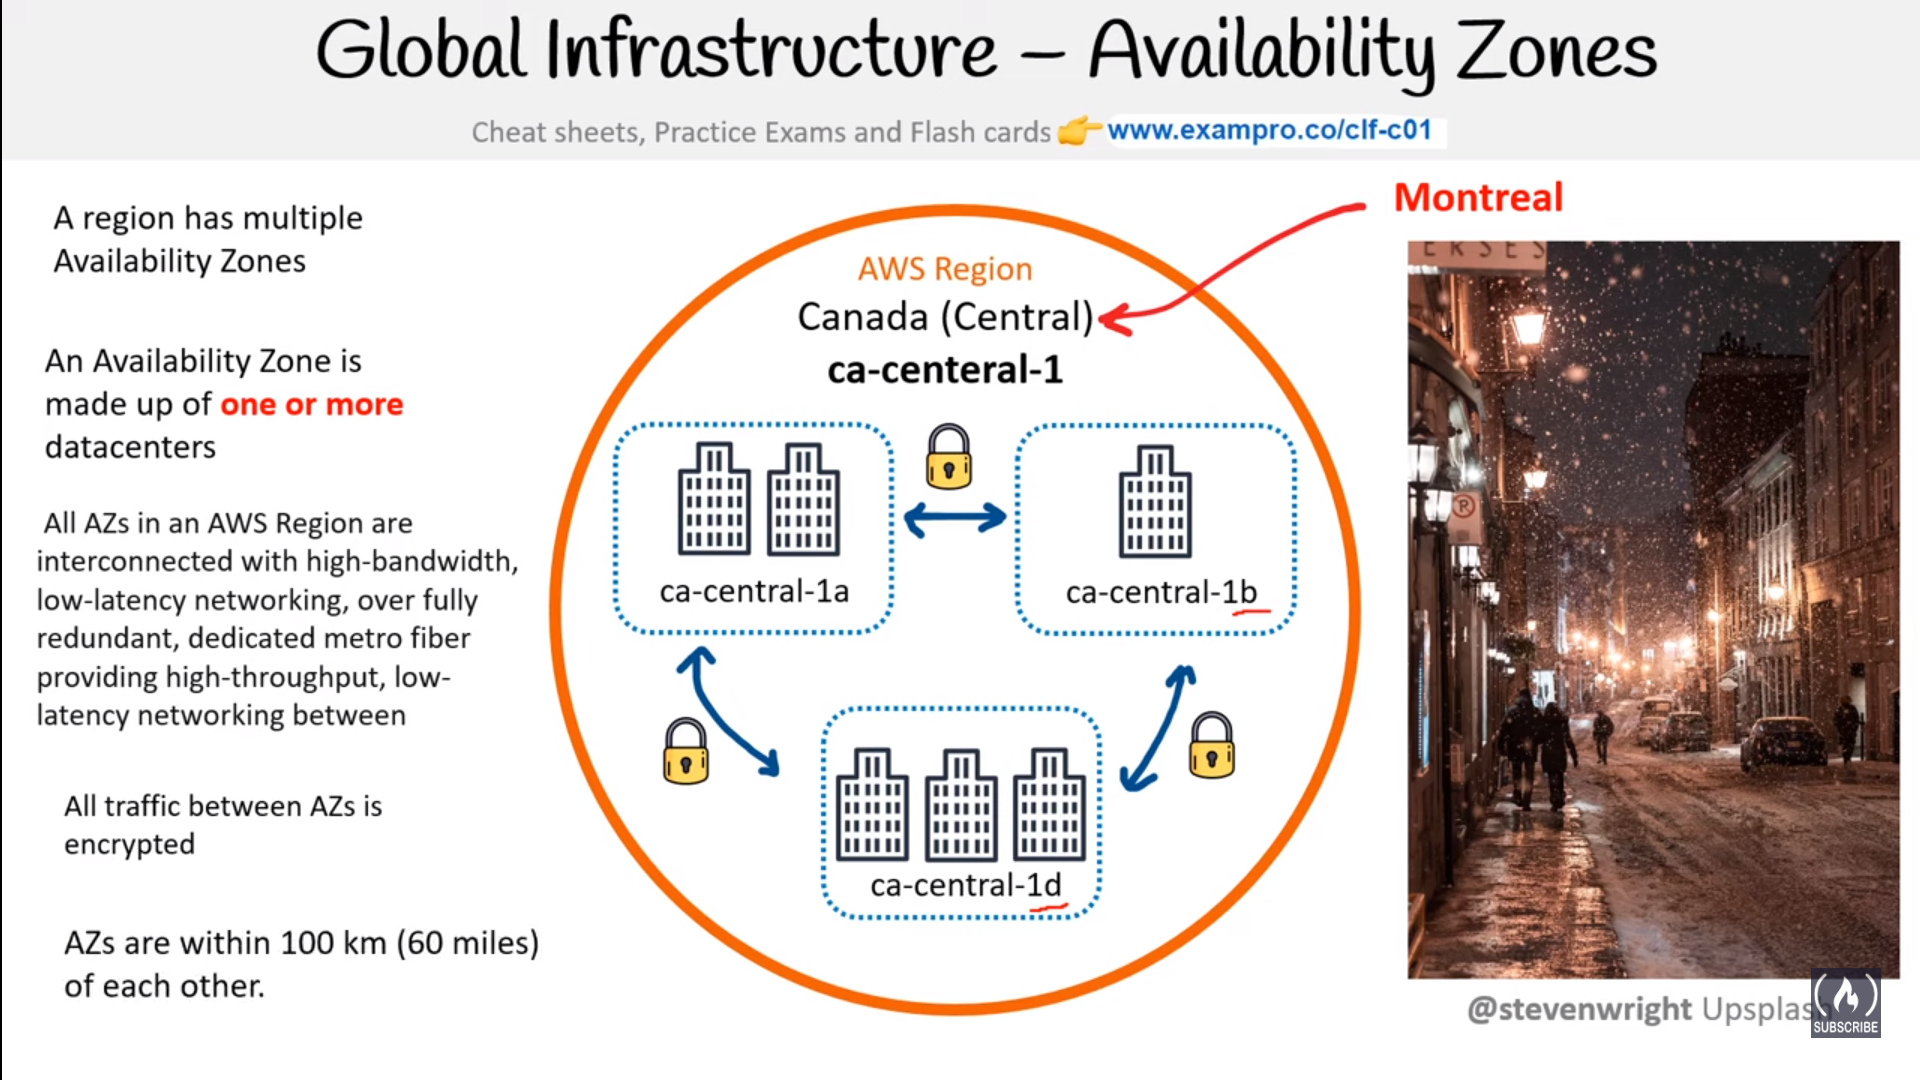 Global Infrastructure – Availability Zones
Cheat sheets, Practice Exams and Flash cards 👉 www.exampro.co/clf-c01
A region has multiple
Availability Zones
An Availability Zone is
made up of one or more
datacenters
All AZs in an AWS Region are
interconnected with high-bandwidth,
low-latency networking, over fully
redundant, dedicated metro fiber
providing high-throughput, low-
latency networking between
All traffic between AZs is
encrypted
AZs are within 100 km (60 miles)
of each other.
AWS Region
Canada (Central)
ca-centeral-1
ca-central-1a
ca-central-1b
ca-central-1d
Montreal
ERSES
P
@stevenwright Upsplash
SUBSCRIBE